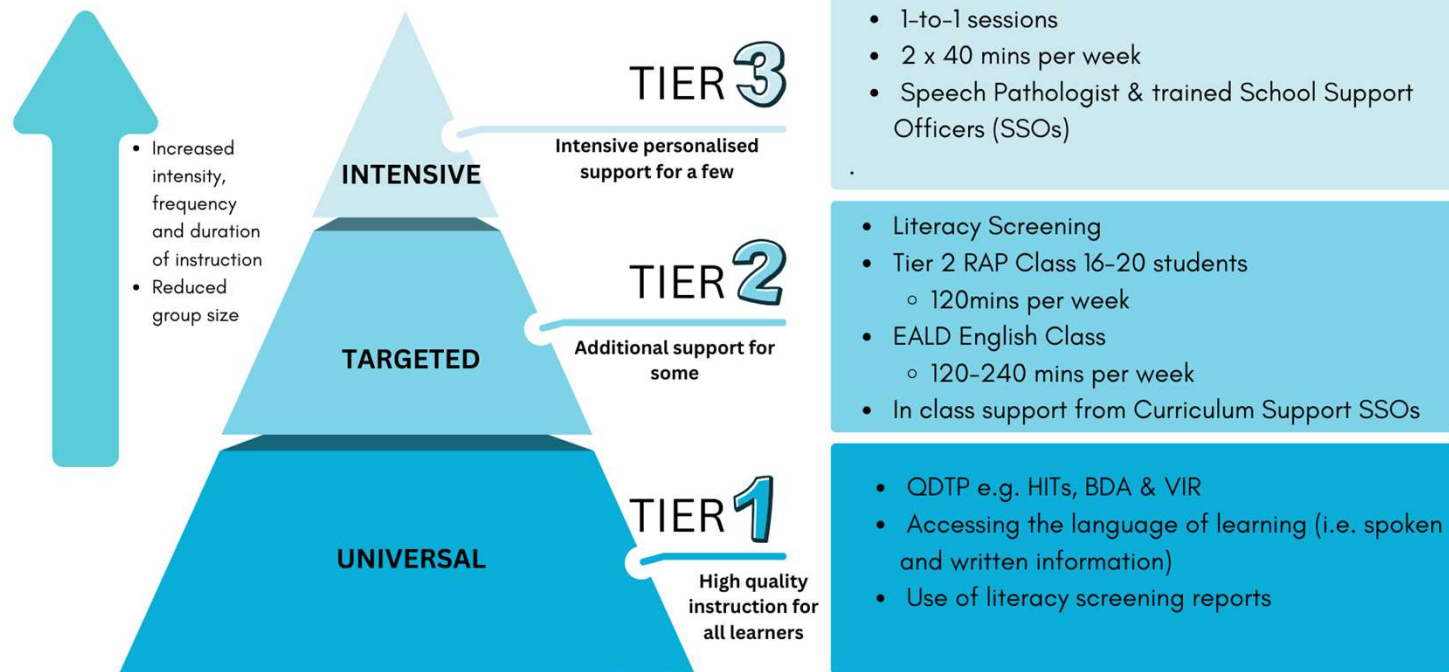 • Increased
intensity,
frequency
and duration
of instruction
• Reduced
group size
INTENSIVE
TARGETED
UNIVERSAL
TIER 3
Intensive personalised
support for a few
• 1-to-1 sessions
• 2 x 40 mins per week
• Speech Pathologist & trained School Support
Officers (SSOs)
.
TIER 2
Additional support for
some
• Literacy Screening
• Tier 2 RAP Class 16-20 students
○ 120mins per week
• EALD English Class
○ 120-240 mins per week
• In class support from Curriculum Support SSOs
TIER 1
High quality
instruction for
all learners
• QDTP e.g. HITs, BDA & VIR
• Accessing the language of learning (i.e. spoken
and written information)
• Use of literacy screening reports